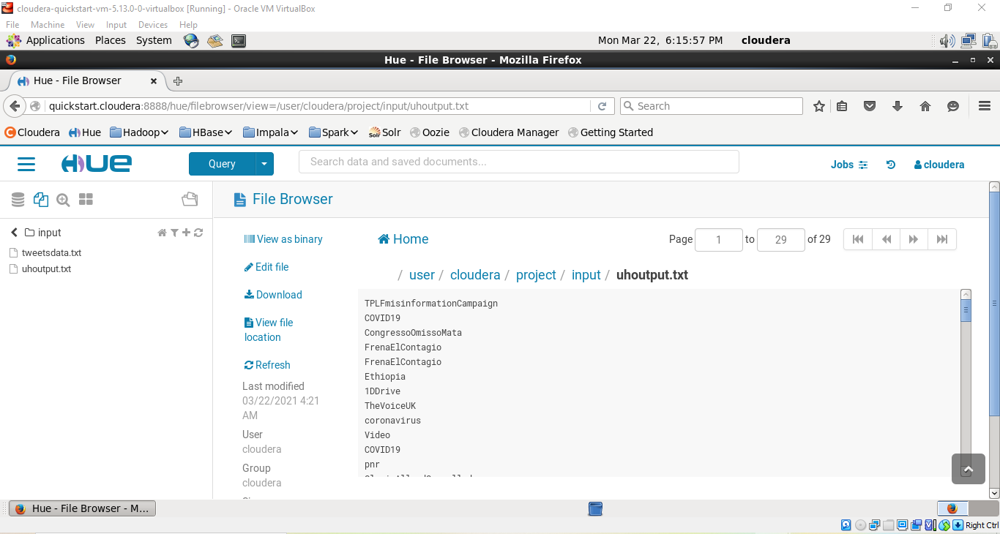 cloudera-quickstart-vm-5.13.0-0-virtualbox [Running] - Oracle VM VirtualBox
File Machine View Input Devices Help
Applications Places System Mon Mar 22, 6:15:57 PM cloudera
Hue - File Browser - Mozilla Firefox
Hue - File Browser
quickstart.cloudera:8888/hue/filebrowser/view=/user/cloudera/project/input/uhoutput.txt Search
Cloudera Hue Hadoop HBase Impala Spark Solr Oozie Cloudera Manager Getting Started
HUE Query Search data and saved documents... Jobs cloudera
File Browser
input
tweetsdata.txt
uhoutput.txt
View as binary
Edit file
Download
View file
location
Refresh
Last modified
03/22/2021 4:21
AM
User
cloudera
Group
cloudera
Home Page 1 to 29 of 29
/ user / cloudera / project / input / uhoutput.txt
TPLFmisinformationCampaign
COVID19
CongressoOmissoMata
FrenaElContagio
FrenaElContagio
Ethiopia
1DDrive
TheVoiceUK
coronavirus
Video
COVID19
pnr
Hue - File Browser - M...
Right Ctrl